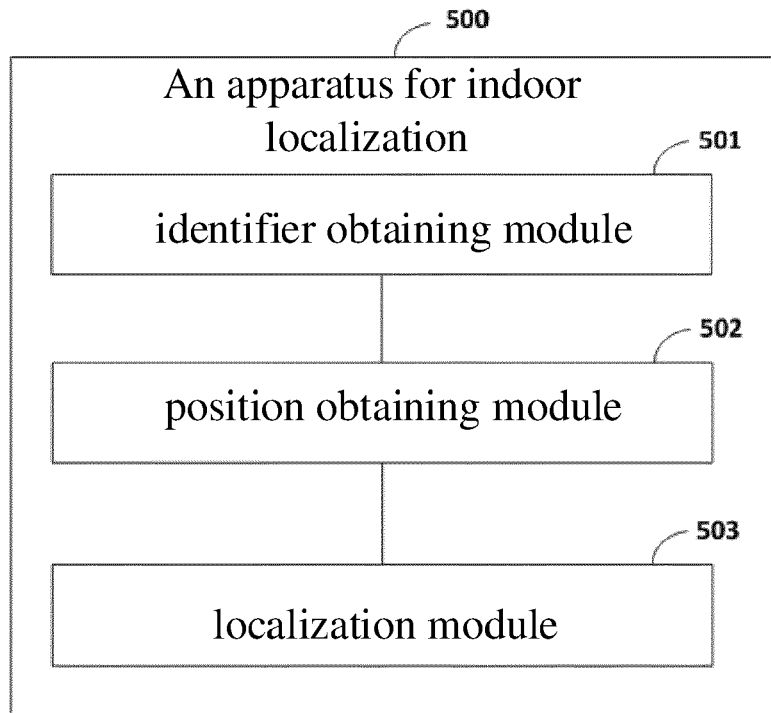 500
An apparatus for indoor
localization
501
identifier obtaining module
502
position obtaining module
503
localization module